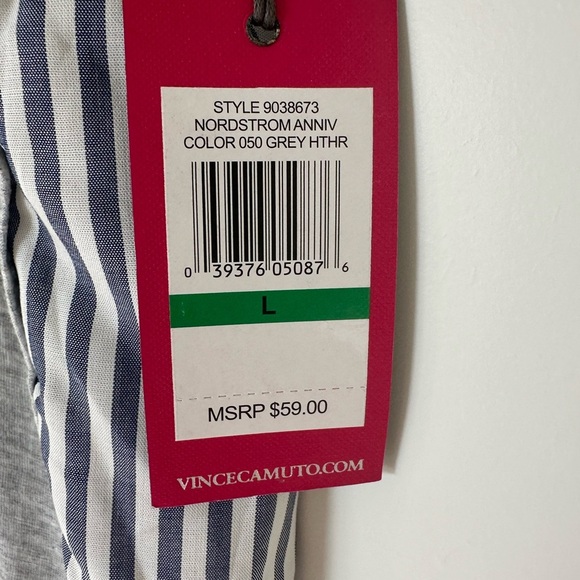 STYLE 9038673
NORDSTROM ANNIV
COLOR 050 GREY HTHR
0 39376 05087 6
L
MSRP $59.00
VINCECAMUTO.COM